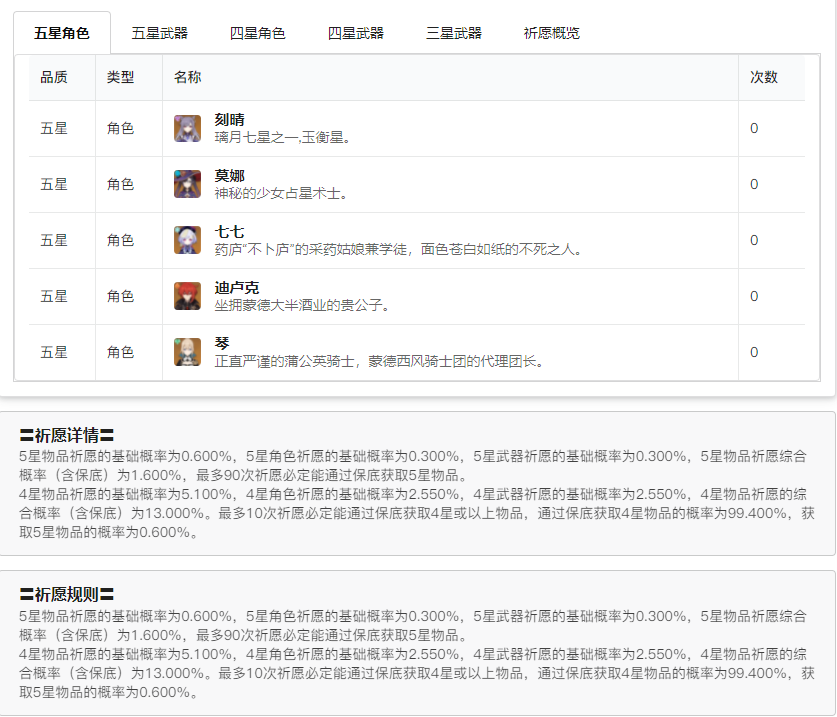 五星角色 五星武器 四星角色 四星武器 三星武器 祈愿概览
品质 类型 名称 次数
五星 角色 刻晴 0
璃月七星之一,玉衡星。
五星 角色 莫娜 0
神秘的少女占星术士。
五星 角色 七七 0
药庐“不卜庐”的采药姑娘兼学徒，面色苍白如纸的不死之人。
五星 角色 迪卢克 0
坐拥蒙德大半酒业的贵公子。
五星 角色 琴 0
正直严谨的蒲公英骑士，蒙德西风骑士团的代理团长。
〓祈愿详情〓
5星物品祈愿的基础概率为0.600%，5星角色祈愿的基础概率为0.300%，5星武器祈愿的基础概率为0.300%，5星物品祈愿综合
概率（含保底）为1.600%，最多90次祈愿必定能通过保底获取5星物品。
4星物品祈愿的基础概率为5.100%，4星角色祈愿的基础概率为2.550%，4星武器祈愿的基础概率为2.550%，4星物品祈愿的综
合概率（含保底）为13.000%。最多10次祈愿必定能通过保底获取4星或以上物品，通过保底获取4星物品的概率为99.400%，获
取5星物品的概率为0.600%。
〓祈愿规则〓
5星物品祈愿的基础概率为0.600%，5星角色祈愿的基础概率为0.300%，5星武器祈愿的基础概率为0.300%，5星物品祈愿综合
概率（含保底）为1.600%，最多90次祈愿必定能通过保底获取5星物品。
4星物品祈愿的基础概率为5.100%，4星角色祈愿的基础概率为2.550%，4星武器祈愿的基础概率为2.550%，4星物品祈愿的综
合概率（含保底）为13.000%。最多10次祈愿必定能通过保底获取4星或以上物品，通过保底获取4星物品的概率为99.400%，获
取5星物品的概率为0.600%。